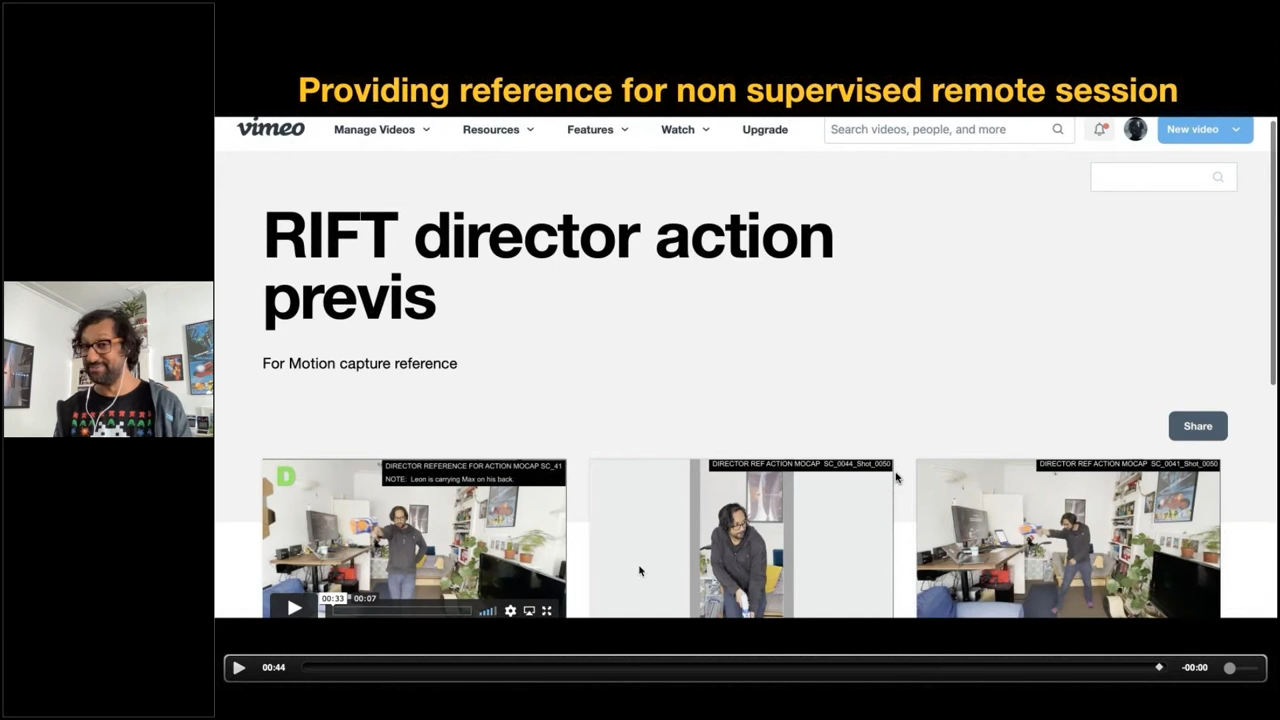 Providing reference for non supervised remote session
vimeo
Manage Videos
Resources
Features
Watch
Upgrade
Search videos, people, and more
New video
RIFT director action
previs
For Motion capture reference
Share
D
DIRECTOR REFERENCE FOR ACTION MOCAP SC_41
NOTE: Leon is carrying Max on his back.
DIRECTOR REF ACTION MOCAP SC_0044_Shot_0050
DIRECTOR REF ACTION MOCAP SC_0041_Shot_0050
00:33
00:07
00:44
-00:00